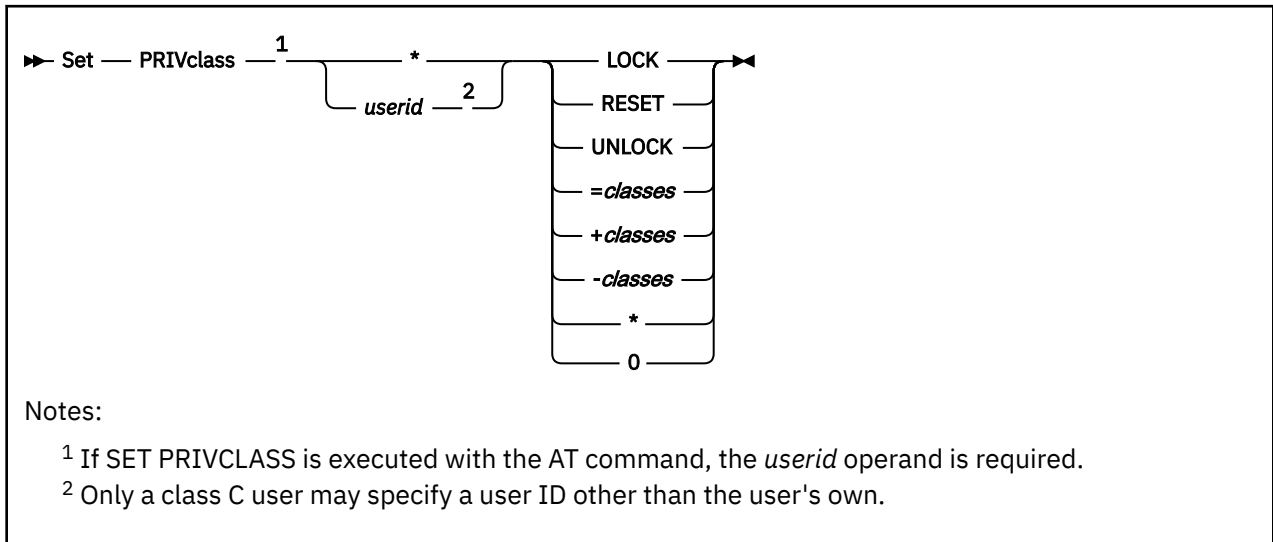 Set PRIVclass 1 * LOCK
userid 2 RESET
UNLOCK
=classes
+classes
-classes
*
0
Notes:
1 If SET PRIVCLASS is executed with the AT command, the userid operand is required.
2 Only a class C user may specify a user ID other than the user's own.